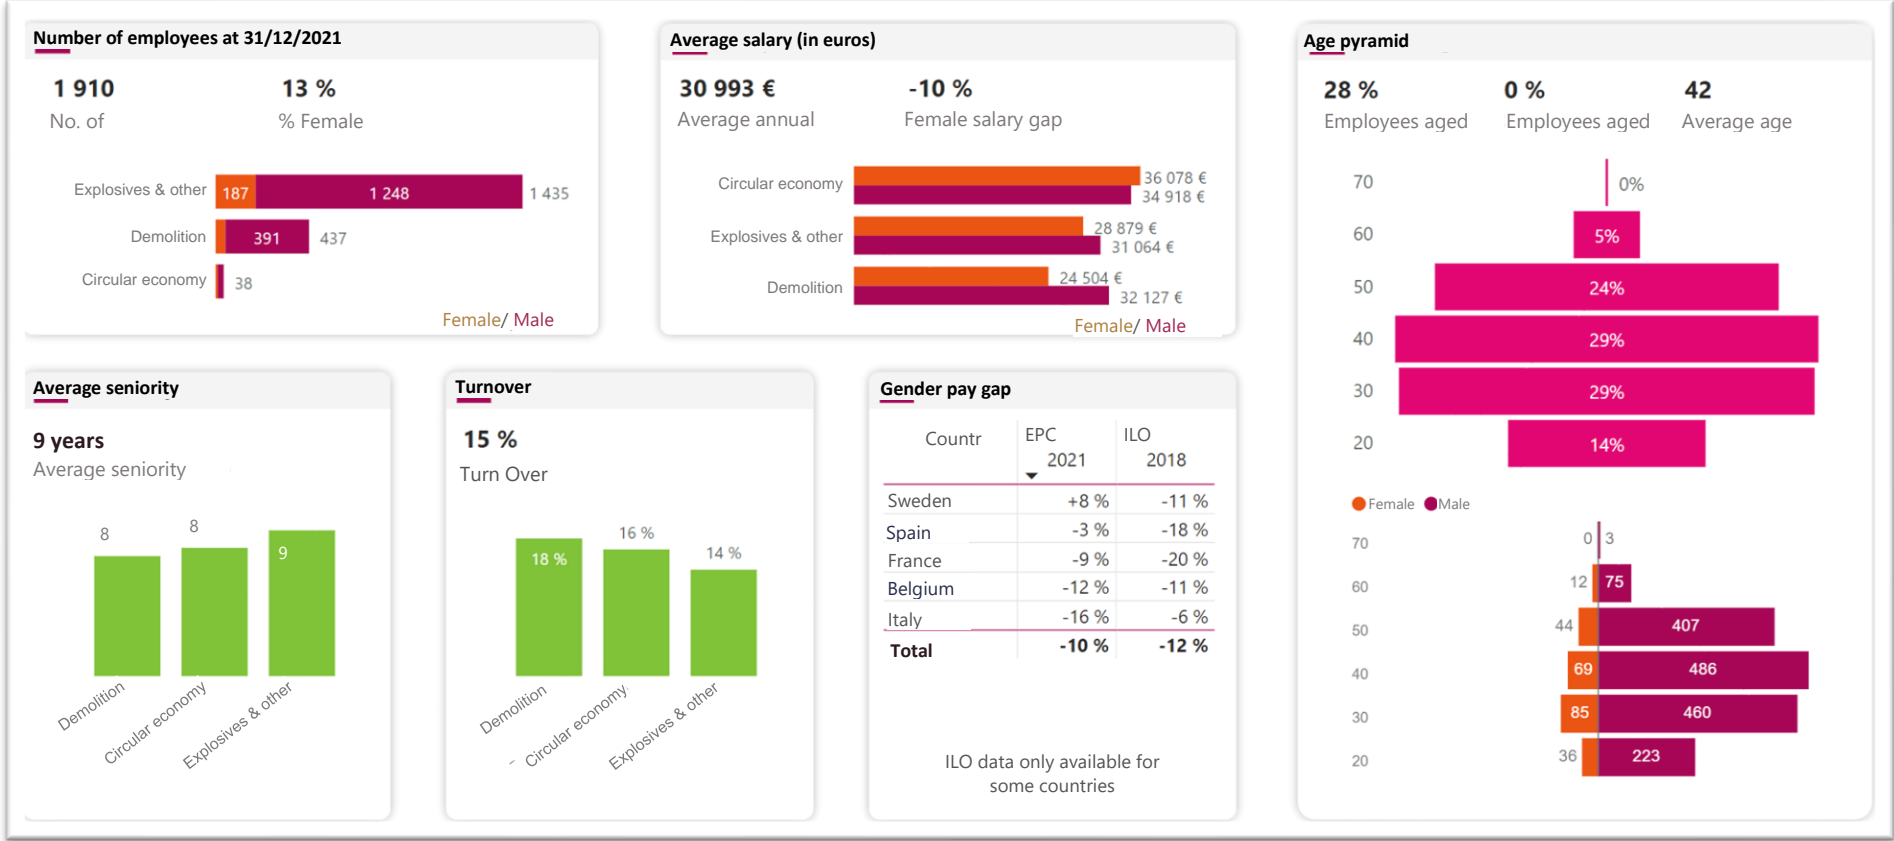 Number of employees at 31/12/2021
1 910
13 %
No. of
% Female
Explosives & other
187
1 248
1 435
Demolition
391
437
Circular economy
38
Female/ Male
Average salary (in euros)
30 993 €
-10 %
Average annual
Female salary gap
Circular economy
36 078 €
34 918 €
Explosives & other
28 879 €
31 064 €
Demolition
24 504 €
32 127 €
Female/ Male
Age pyramid
28 %
0 %
42
Employees aged
Employees aged
Average age
70
0%
60
5%
50
24%
40
29%
30
29%
20
14%
Female
Male
70
0
3
60
12
75
50
44
407
40
69
486
30
85
460
20
36
223
Average seniority
9 years
Average seniority
8
8
9
Demolition
Circular economy
Explosives & other
Turnover
15 %
Turn Over
18 %
16 %
14 %
Demolition
Circular economy
Explosives & other
Gender pay gap
Countr
EPC
2021
ILO
2018
Sweden
+8 %
-11 %
Spain
-3 %
-18 %
France
-9 %
-20 %
Belgium
-12 %
-11 %
Italy
-16 %
-6 %
Total
-10 %
-12 %
ILO data only available for
some countries